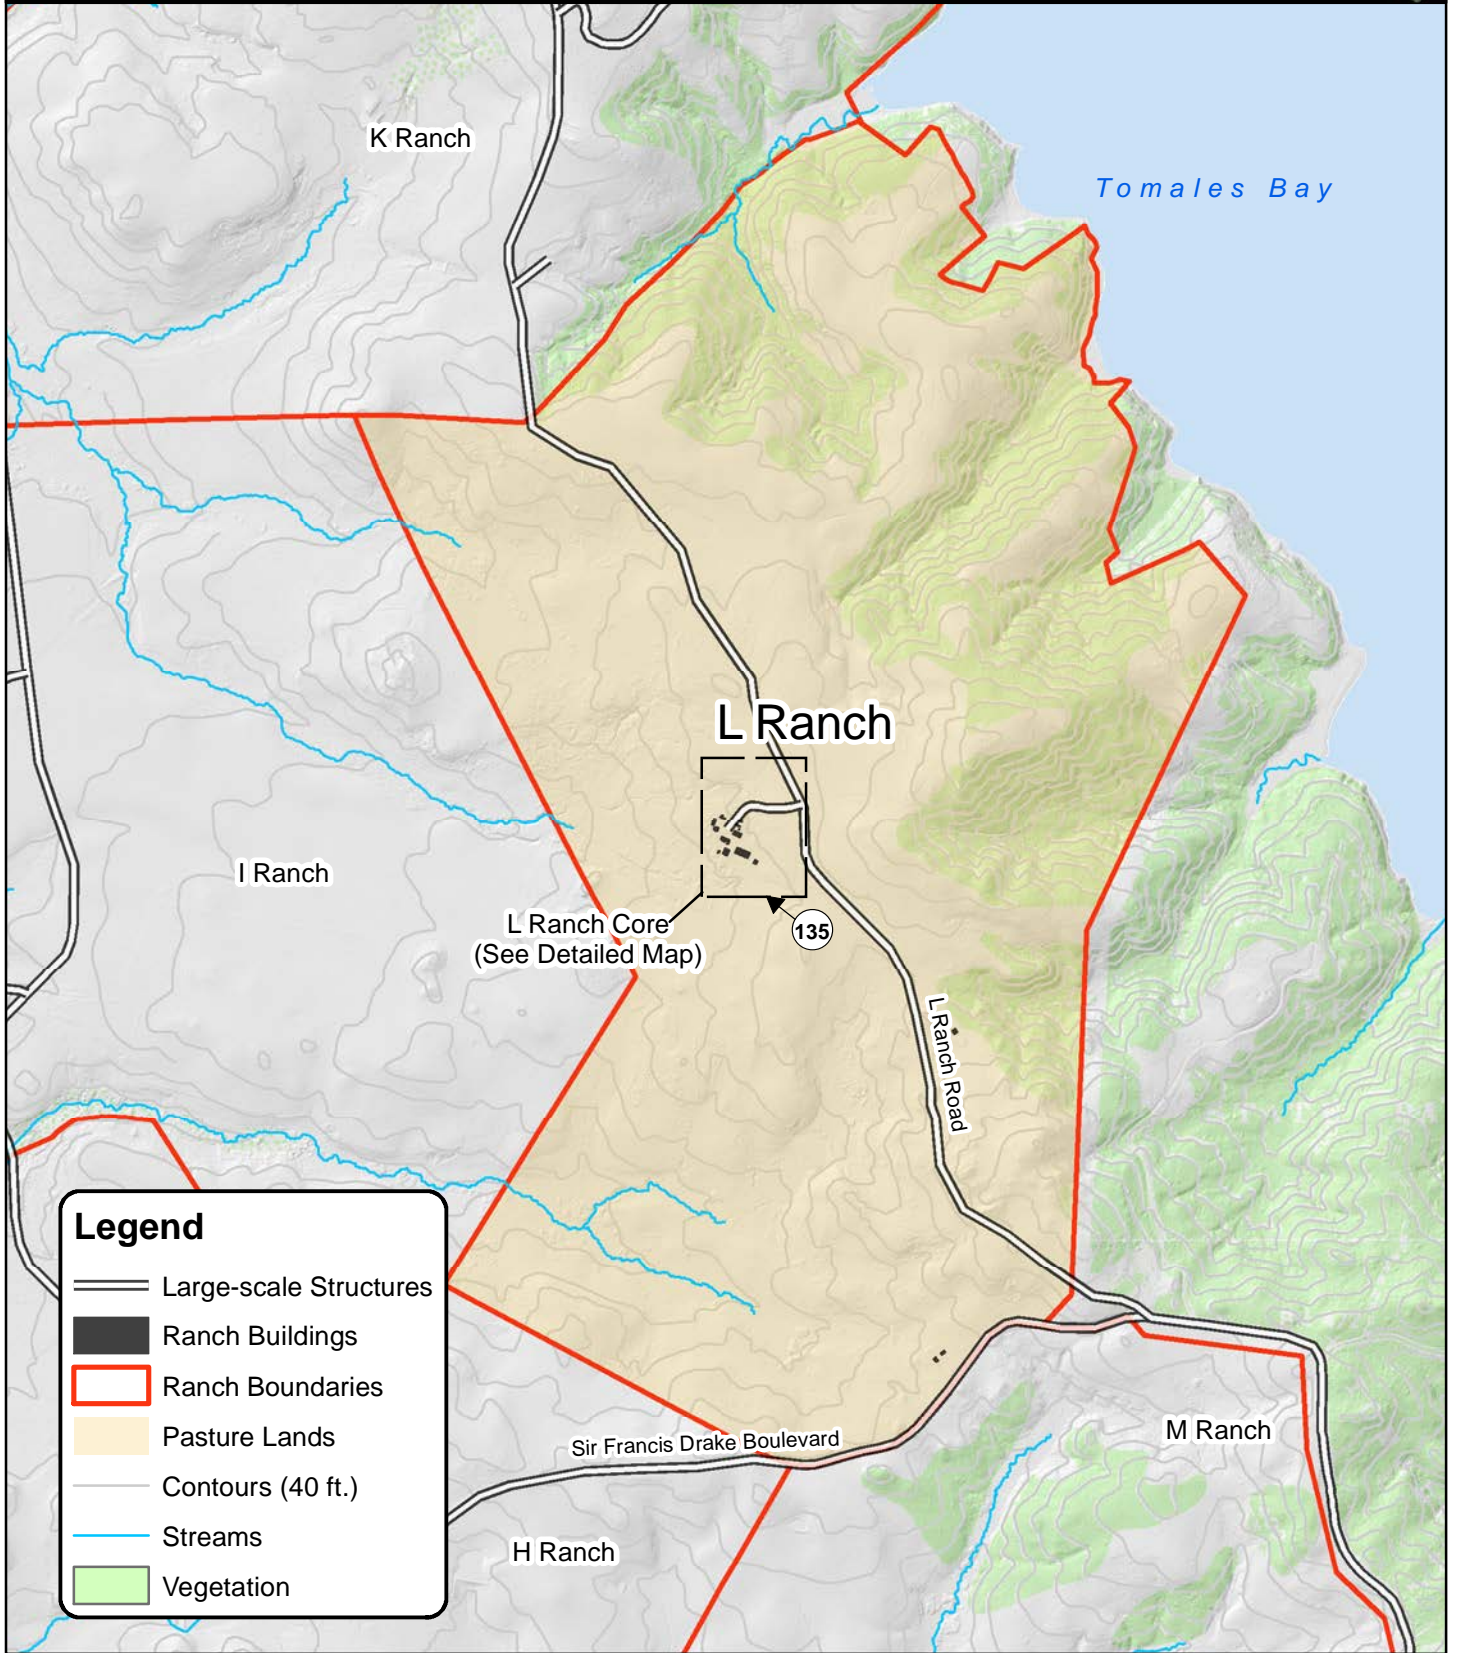 K Ranch
Tomales Bay
L Ranch
I Ranch
L Ranch Core
(See Detailed Map)
135
L Ranch Road
Legend
Large-scale Structures
Ranch Buildings
Ranch Boundaries
Pasture Lands
Contours (40 ft.)
Streams
Vegetation
Sir Francis Drake Boulevard
M Ranch
H Ranch